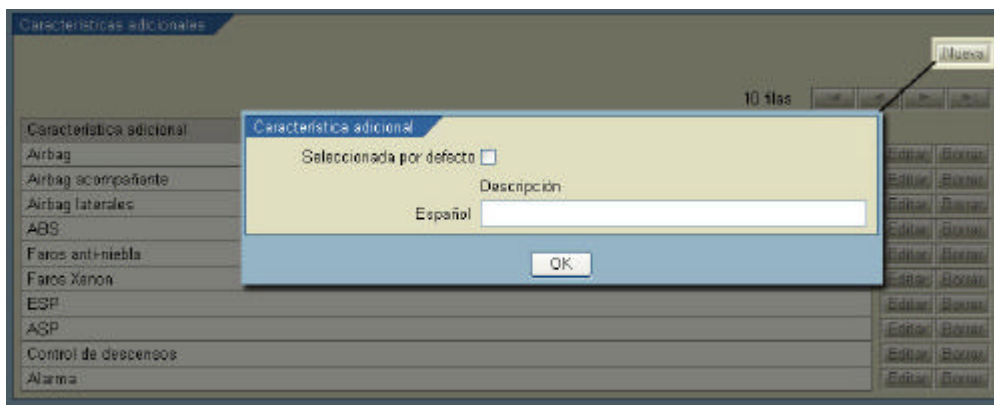 Características adicionales
Nueva
10 filas
Característica adicional
Característica adicional
Seleccionada por defecto
Descripción
Español
OK
Airbag Editar Borrar
Airbag acompañante Editar Borrar
Airbag laterales Editar Borrar
ABS Editar Borrar
Faros anti-niebla Editar Borrar
Faros Xenon Editar Borrar
ESP Editar Borrar
ASP Editar Borrar
Control de descensos Editar Borrar
Alarma Editar Borrar